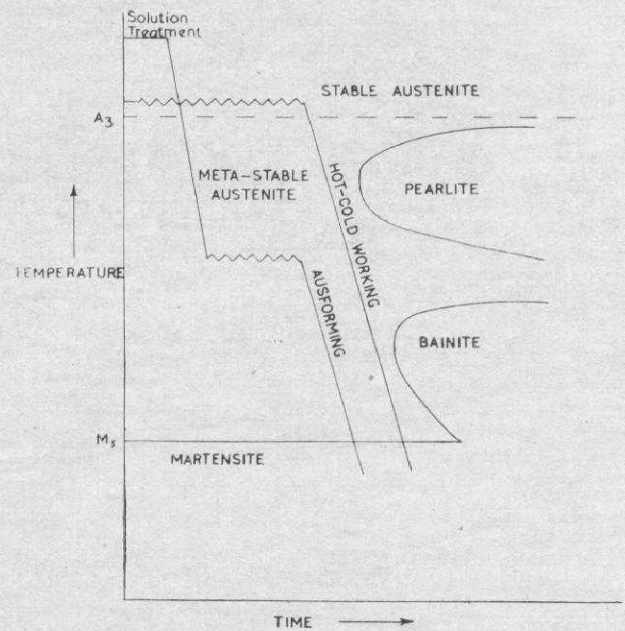 Solution
Treatment
STABLE AUSTENITE
A3
META-STABLE
AUSTENITE
HOT-COLD WORKING
PEARLITE
TEMPERATURE
AUSFORMING
BAINITE
Ms
MARTENSITE
TIME